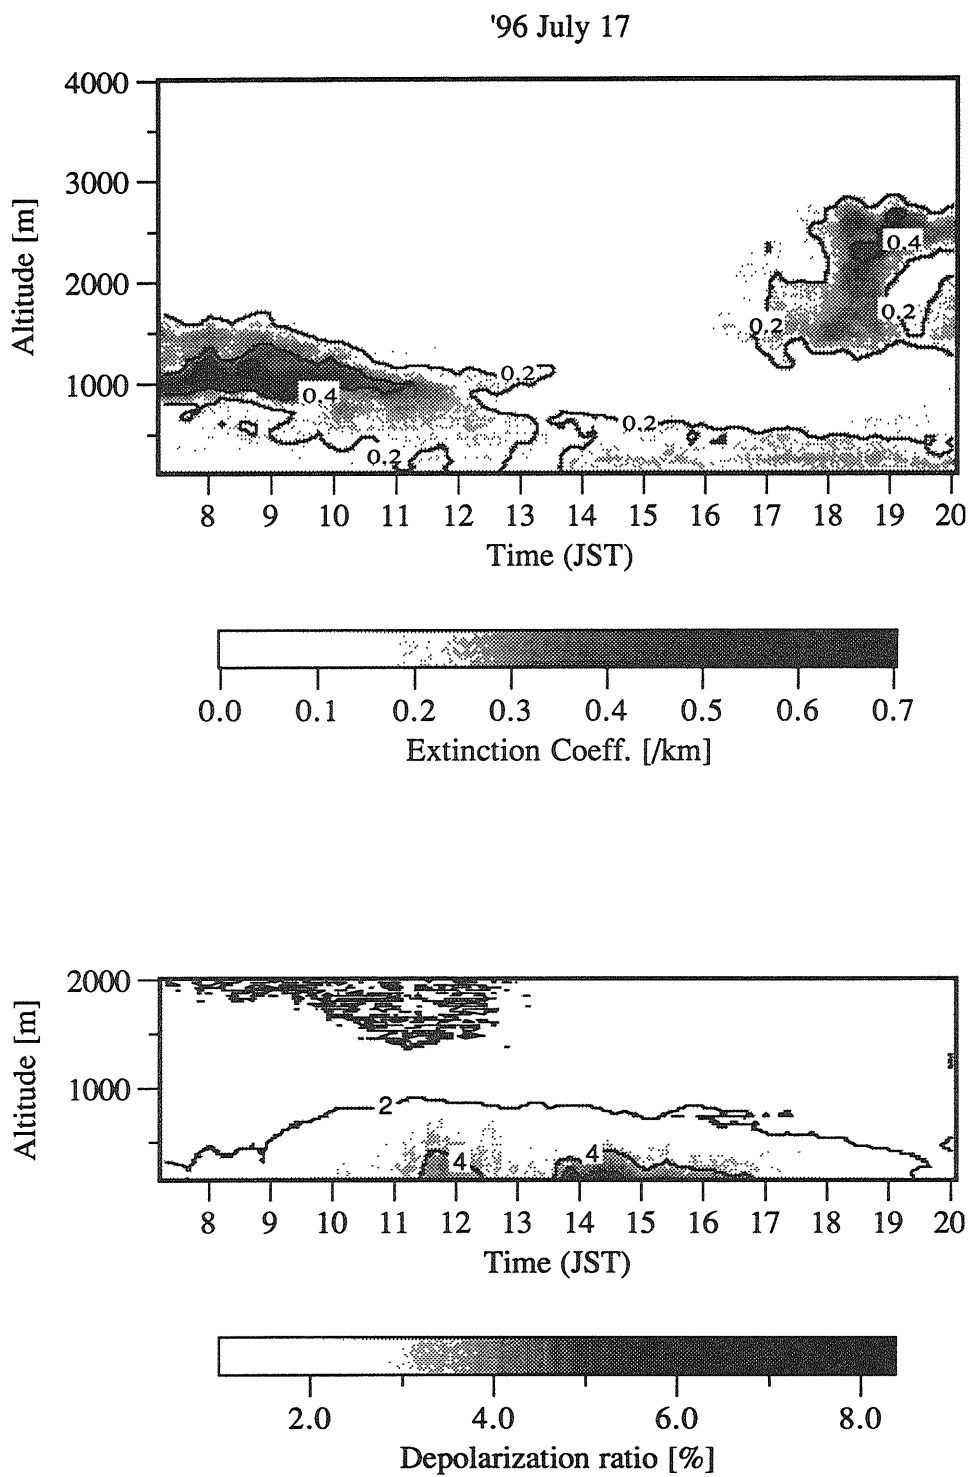 '96 July 17
4000
3000
2000
1000
Altitude [m]
0.4
0.2
0.2
0.2
0.4
0.2
0.2
8 9 10 11 12 13 14 15 16 17 18 19 20
Time (JST)
0.0 0.1 0.2 0.3 0.4 0.5 0.6 0.7
Extinction Coeff. [/km]
2000
1000
Altitude [m]
2
4
4
8 9 10 11 12 13 14 15 16 17 18 19 20
Time (JST)
2.0 4.0 6.0 8.0
Depolarization ratio [%]